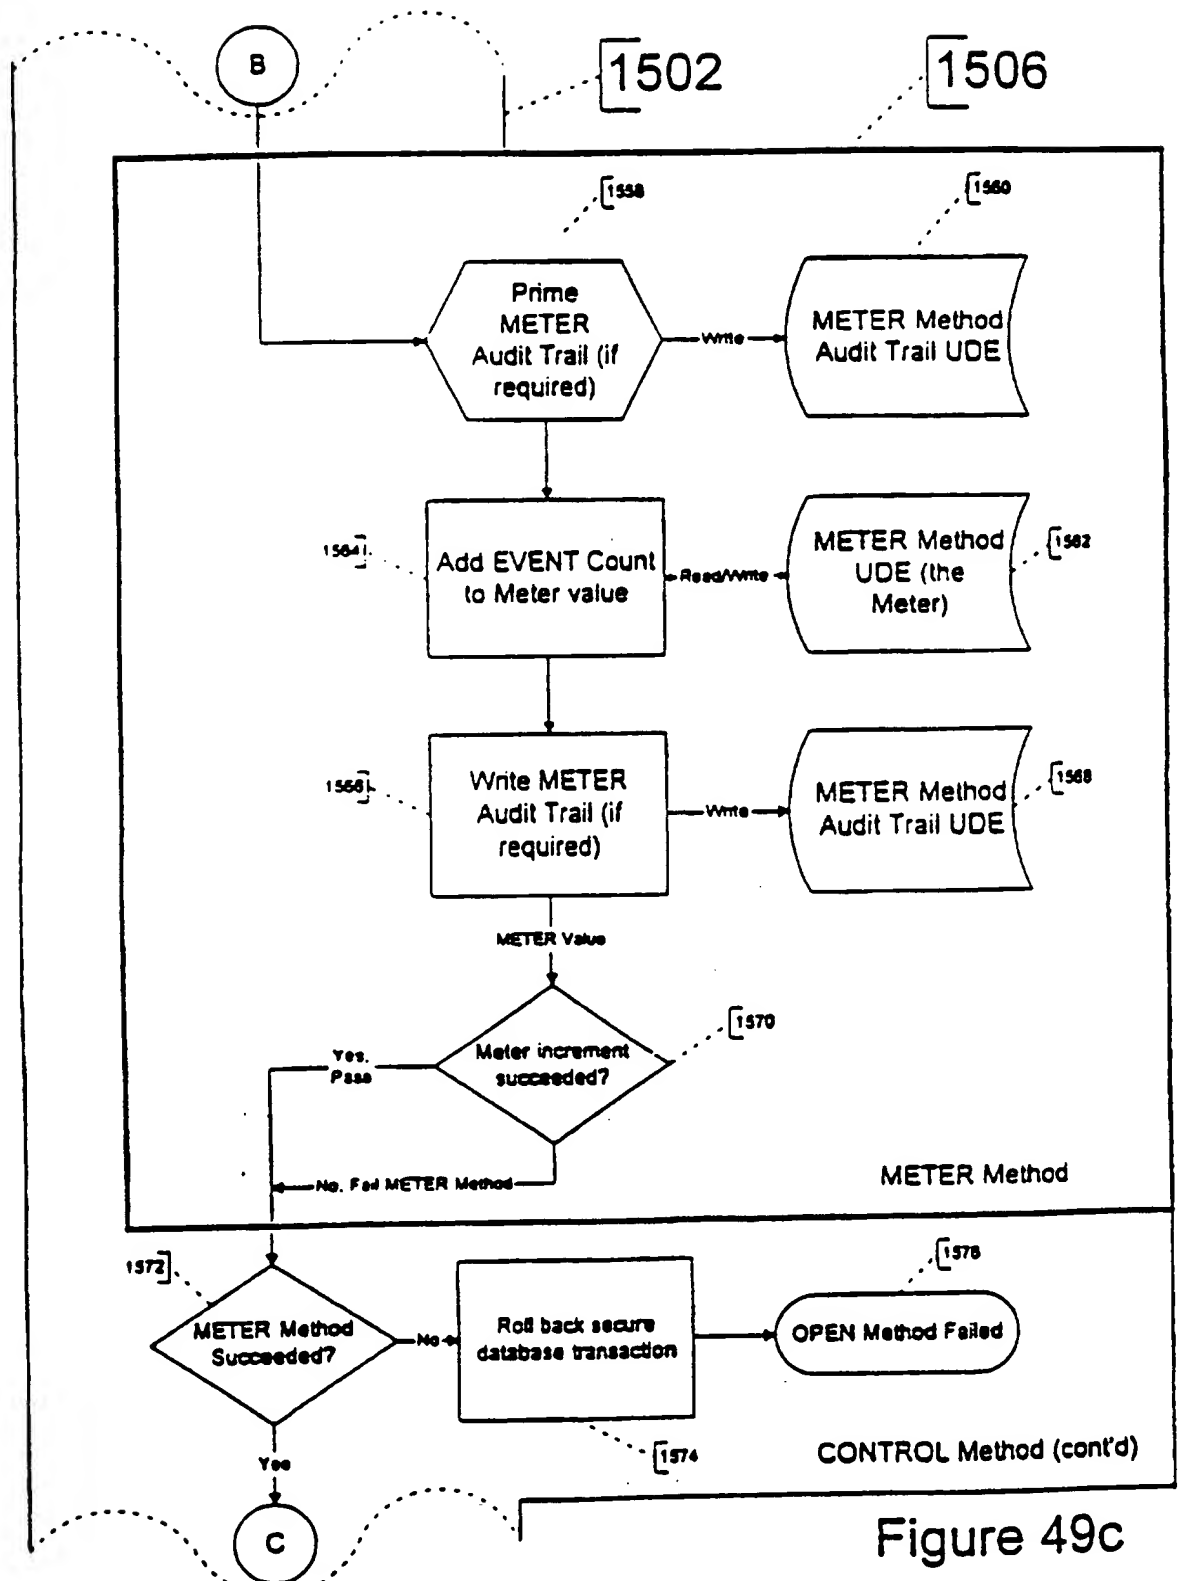 B
1502
1506
1558
1560
Prime
METER
Audit Trail (if
required)
Write
METER Method
Audit Trail UDE
1564
Add EVENT Count
to Meter value
Read/Write
METER Method
UDE (the
Meter)
1562
1566
Write METER
Audit Trail (if
required)
Write
METER Method
Audit Trail UDE
1568
METER Value
1570
Meter increment
succeeded?
Yes,
Pass
No, Fail METER Method
METER Method
1572
METER Method
Succeeded?
No
Roll back secure
database transaction
1576
OPEN Method Failed
1574
Yes
CONTROL Method (cont'd)
C
Figure 49c